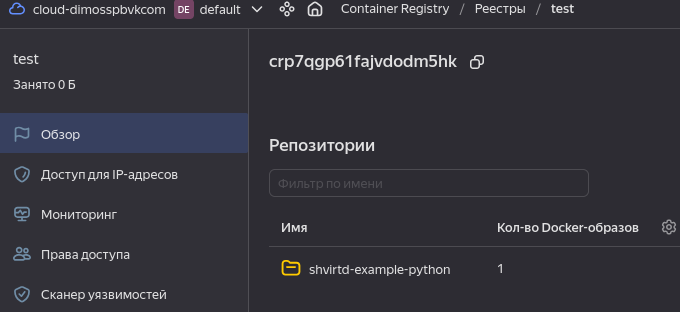 cloud-dimosspbvkcom DE default Container Registry / Реестры / test
test
Занято 0 Б
Обзор
Доступ для IP-адресов
Мониторинг
Права доступа
Сканер уязвимостей
crp7qgp61fajvdodm5hk
Репозитории
Фильтр по имени
Имя Кол-во Docker-образов
shvirtd-example-python 1